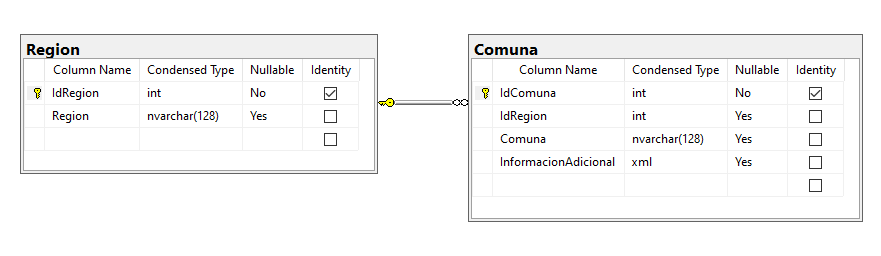 Region
Column Name Condensed Type Nullable Identity
IdRegion int No
Region nvarchar(128) Yes
Comuna
Column Name Condensed Type Nullable Identity
IdComuna int No
IdRegion int Yes
Comuna nvarchar(128) Yes
InformacionAdicional xml Yes